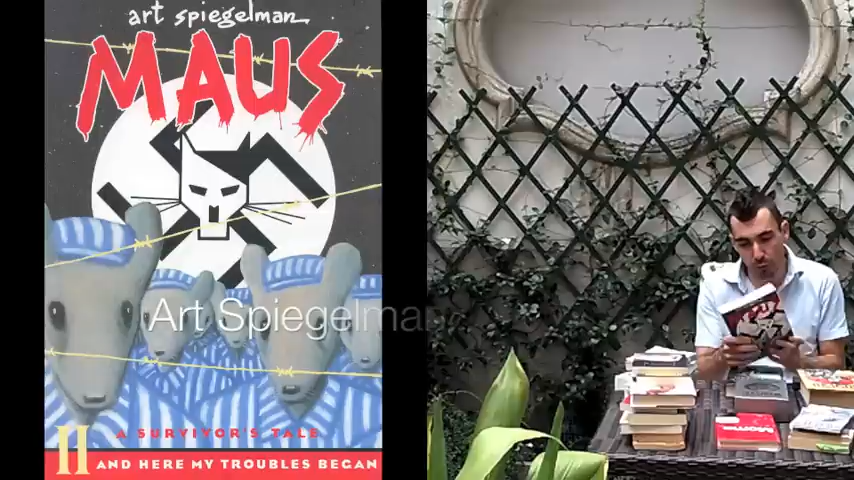 art spiegelman
MAUS
Art Spiegelman
A SURVIVOR'S TALE
II AND HERE MY TROUBLES BEGAN